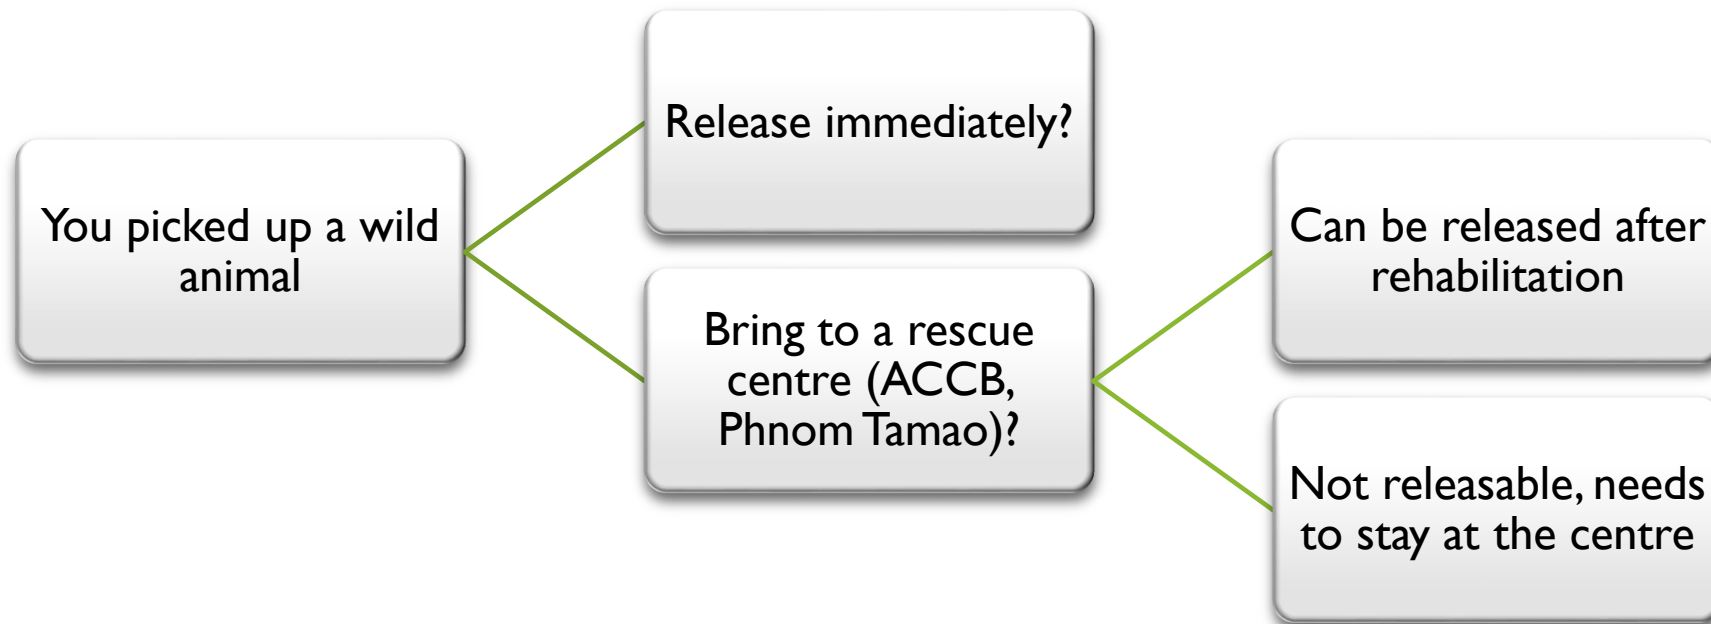 You picked up a wild
animal
Release immediately?
Bring to a rescue
centre (ACCB,
Phnom Tamao)?
Can be released after
rehabilitation
Not releasable, needs
to stay at the centre